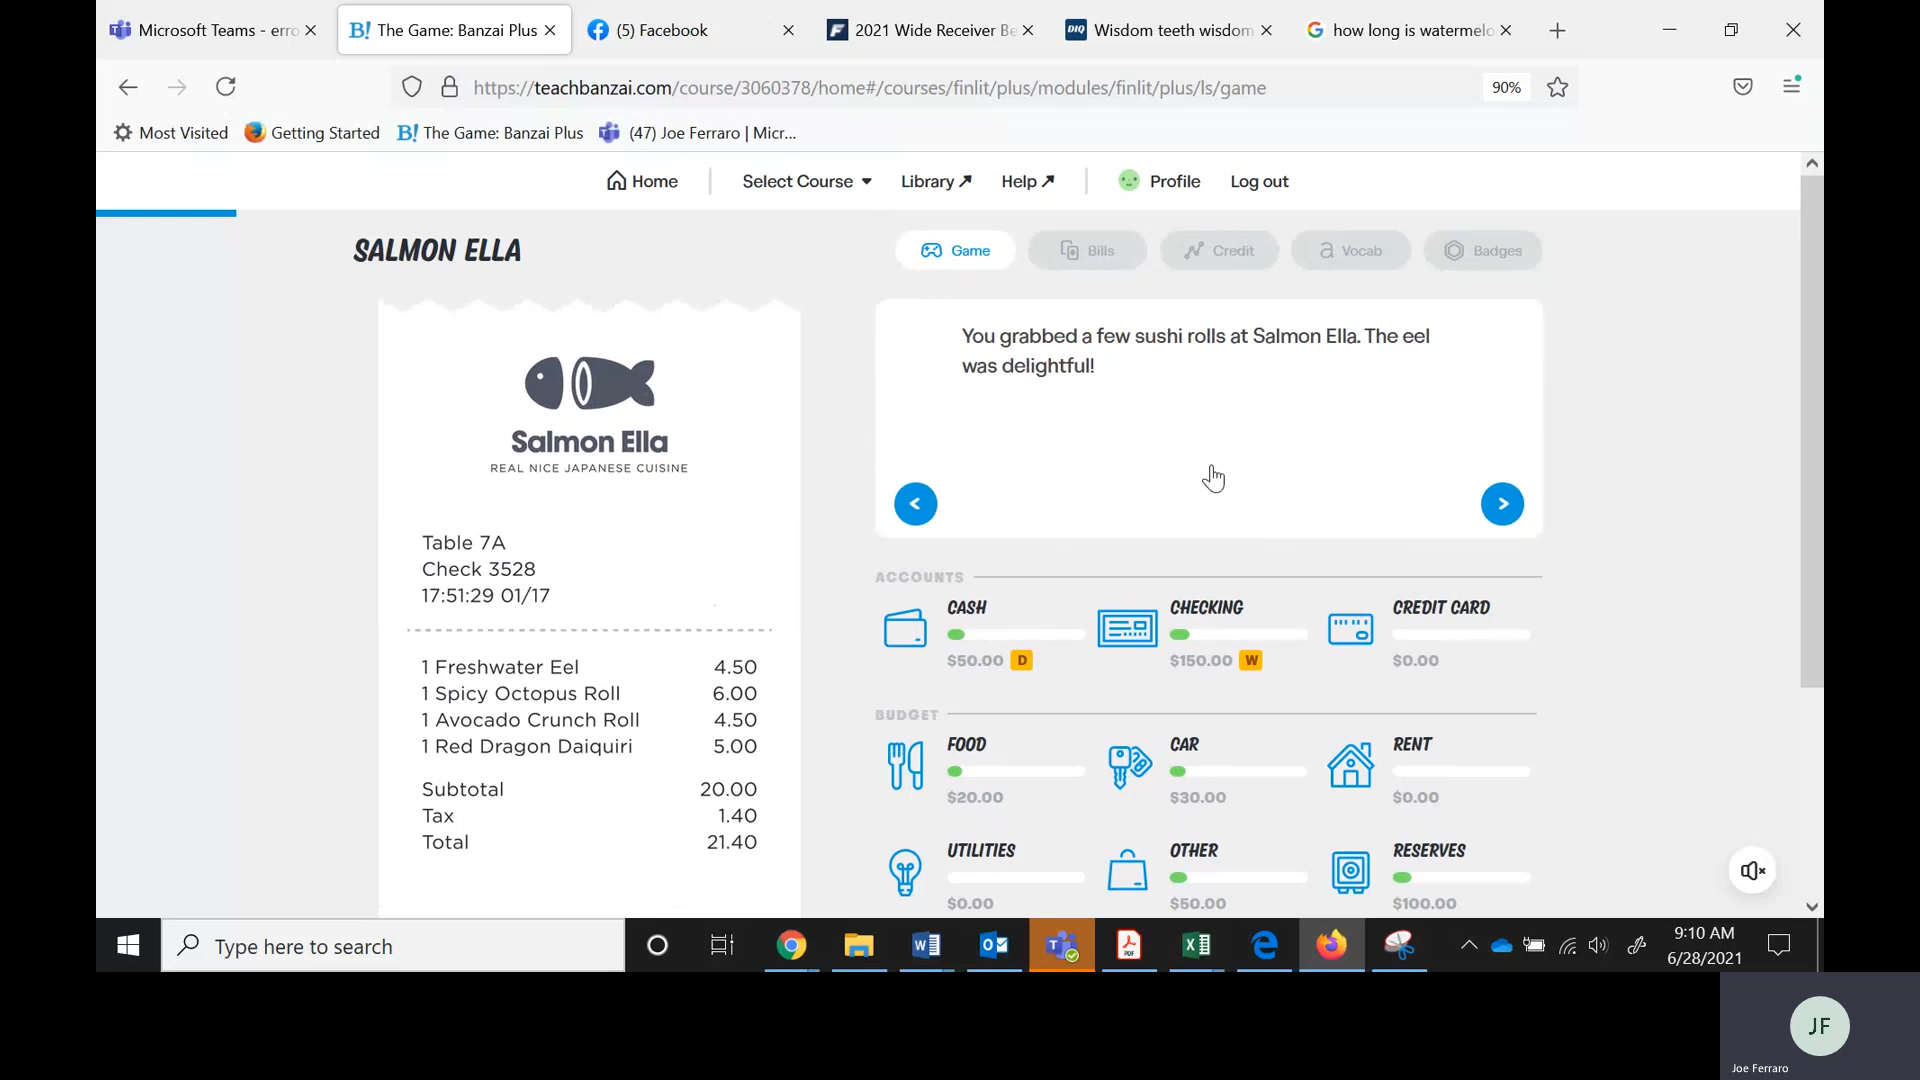 Microsoft Teams - erro
B! The Game: Banzai Plus
(5) Facebook
2021 Wide Receiver Be
DIQ Wisdom teeth wisdom
how long is watermelo
https://teachbanzai.com/course/3060378/home#/courses/finlit/plus/modules/finlit/plus/ls/game
90%
Most Visited
Getting Started
B! The Game: Banzai Plus
(47) Joe Ferraro | Micr...
Home
Select Course
Library
Help
Profile
Log out
SALMON ELLA
Game
Bills
Credit
a Vocab
Badges
Salmon Ella
REAL NICE JAPANESE CUISINE
Table 7A
Check 3528
17:51:29 01/17
1 Freshwater Eel 4.50
1 Spicy Octopus Roll 6.00
1 Avocado Crunch Roll 4.50
1 Red Dragon Daiquiri 5.00
Subtotal 20.00
Tax 1.40
Total 21.40
You grabbed a few sushi rolls at Salmon Ella. The eel
was delightful!
ACCOUNTS
CASH
$50.00 D
CHECKING
$150.00 W
CREDIT CARD
$0.00
BUDGET
FOOD
$20.00
CAR
$30.00
RENT
$0.00
UTILITIES
$0.00
OTHER
$50.00
RESERVES
$100.00
Type here to search
9:10 AM
6/28/2021
JF
Joe Ferraro